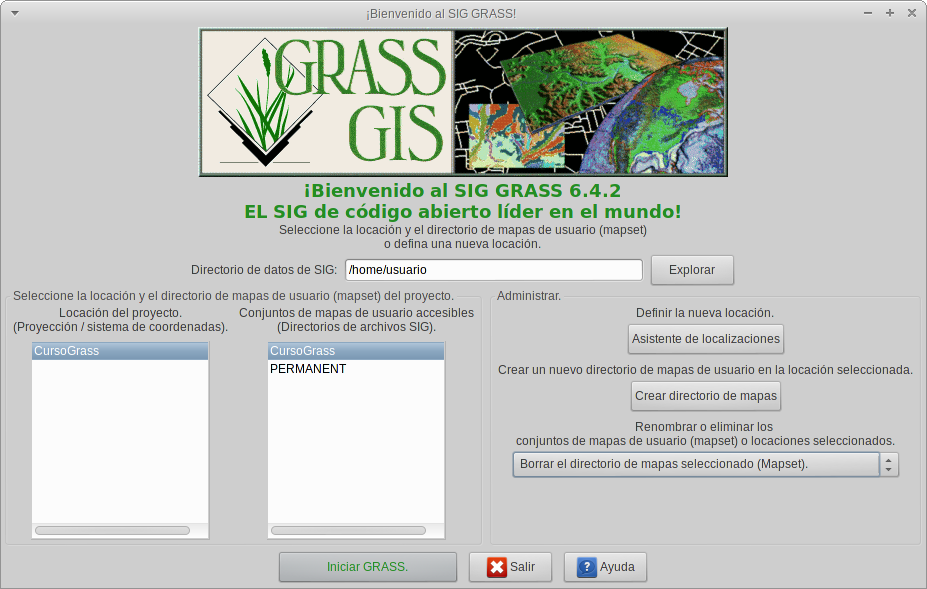 ¡Bienvenido al SIG GRASS!
GRASS
GIS
¡Bienvenido al SIG GRASS 6.4.2
EL SIG de código abierto líder en el mundo!
Seleccione la locación y el directorio de mapas de usuario (mapset)
o defina una nueva locación.
Directorio de datos de SIG:
/home/usuario
Explorar
Seleccione la locación y el directorio de mapas de usuario (mapset) del proyecto.
Locación del proyecto.
(Proyección / sistema de coordenadas).
CursoGrass
Conjuntos de mapas de usuario accesibles
(Directorios de archivos SIG).
CursoGrass
PERMANENT
Administrar.
Definir la nueva locación.
Asistente de localizaciones
Crear un nuevo directorio de mapas de usuario en la locación seleccionada.
Crear directorio de mapas
Renombrar o eliminar los
conjuntos de mapas de usuario (mapset) o locaciones seleccionados.
Borrar el directorio de mapas seleccionado (Mapset).
Iniciar GRASS.
Salir
Ayuda